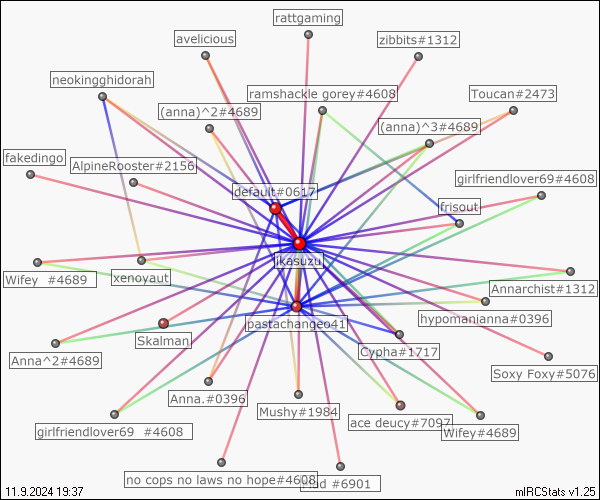 rattgaming
avelicious
zibbits#1312
neokingghidorah
ramshackle gorey#4608
Toucan#2473
(anna)^2#4689
(anna)^3#4689
fakedingo
AlpineRooster#2156
default#0617
girlfriendlover69#4608
frisout
jkasuzu
Wifey #4689
xenoyaut
Annarchist#1312
hypomanianna#0396
pastachangeo41
Skalman
Cypha#1717
Anna^2#4689
Soxy Foxy#5076
Anna.#0396
Mushy#1984
ace deucy#7097
girlfriendlover69 #4608
Wifey#4689
no cops no laws no hope#4608
#6901
11.9.2024 19:37
mIRCStats v1.25